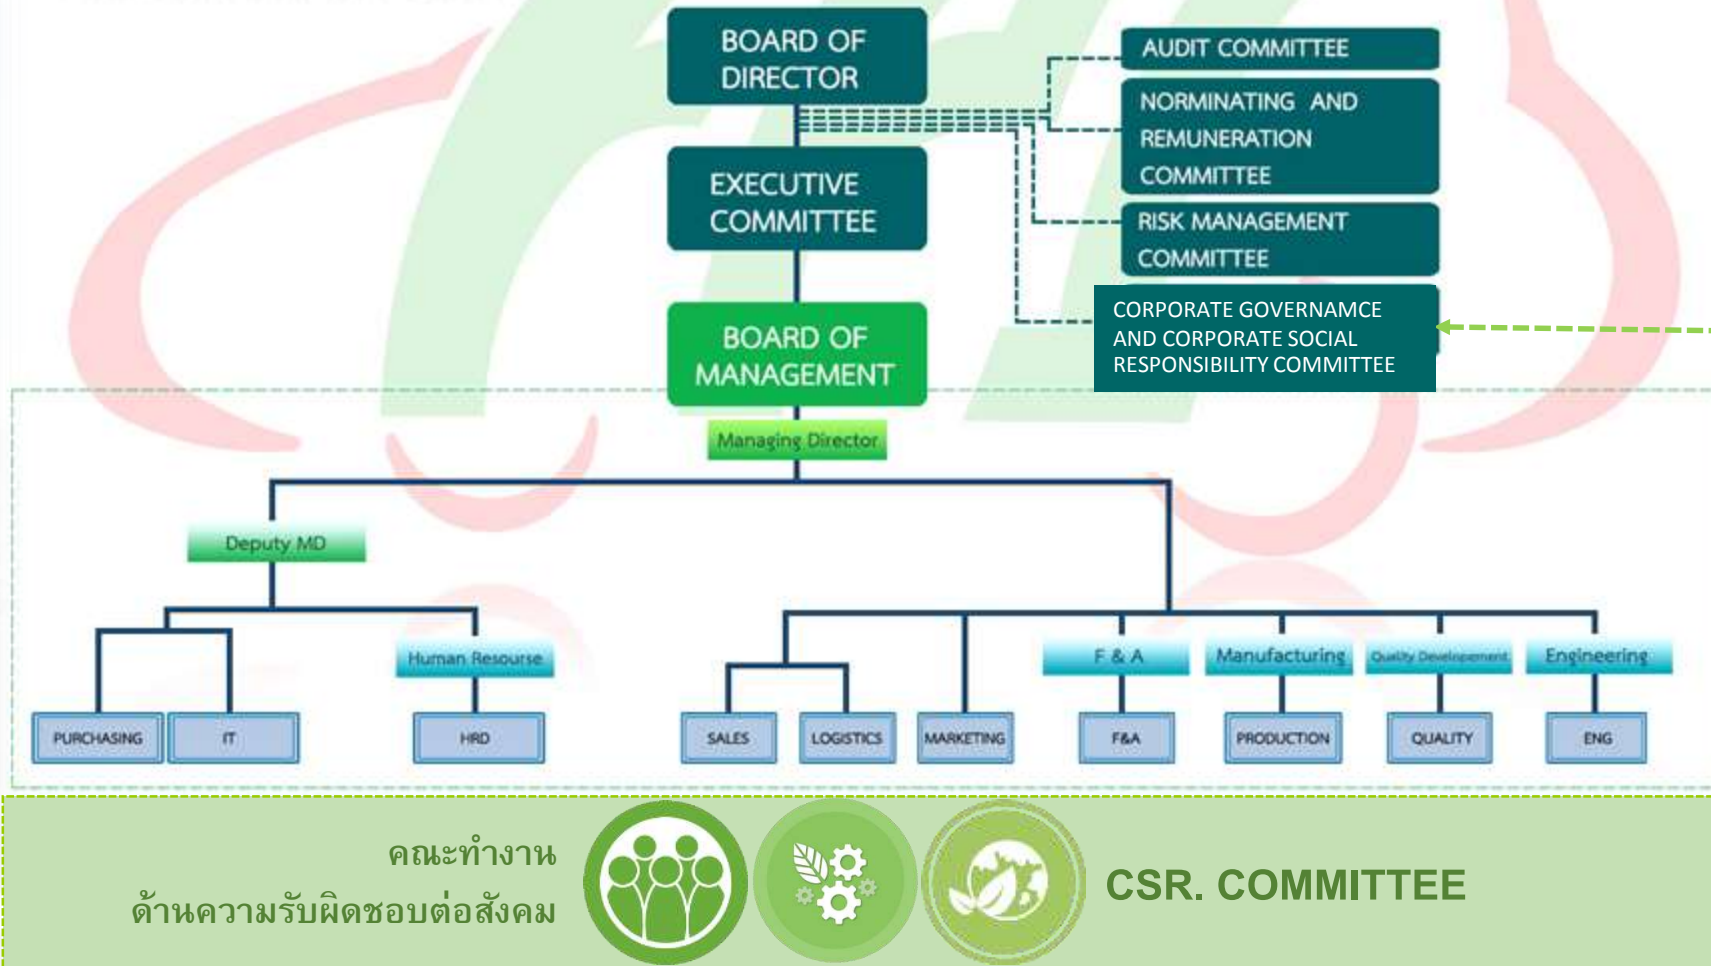 BOARD OF
DIRECTOR
AUDIT COMMITTEE
NORMINATING AND
REMUNERATION
COMMITTEE
EXECUTIVE
COMMITTEE
RISK MANAGEMENT
COMMITTEE
CORPORATE GOVERNAMCE
AND CORPORATE SOCIAL
RESPONSIBILITY COMMITTEE
BOARD OF
MANAGEMENT
Managing Director
Deputy MD
Human Resourse
F & A
Manufacturing
Quality Developement
Engineering
PURCHASING
IT
HRD
SALES
LOGISTICS
MARKETING
F&A
PRODUCTION
QUALITY
ENG
คณะทำงาน
ด้านความรับผิดชอบต่อสังคม
CSR. COMMITTEE